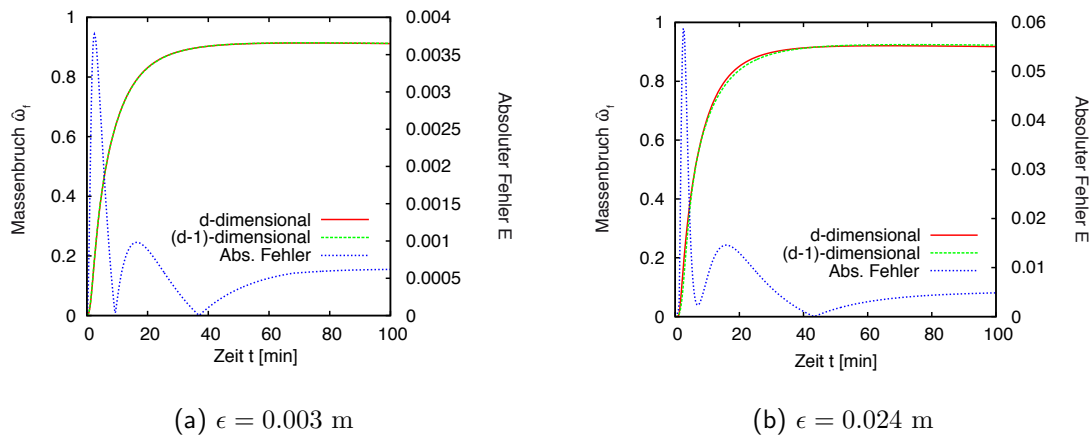 Massenbruch ω̂f
1
0.8
0.6
0.4
0.2
0
0.004
0.0035
0.003
0.0025
0.002
0.0015
0.001
0.0005
0
Absoluter Fehler E
d-dimensional
(d-1)-dimensional
Abs. Fehler
0 20 40 60 80 100
Zeit t [min]
(a) ϵ = 0.003 m
Massenbruch ω̂f
1
0.8
0.6
0.4
0.2
0
0.06
0.05
0.04
0.03
0.02
0.01
0
Absoluter Fehler E
d-dimensional
(d-1)-dimensional
Abs. Fehler
0 20 40 60 80 100
Zeit t [min]
(b) ϵ = 0.024 m